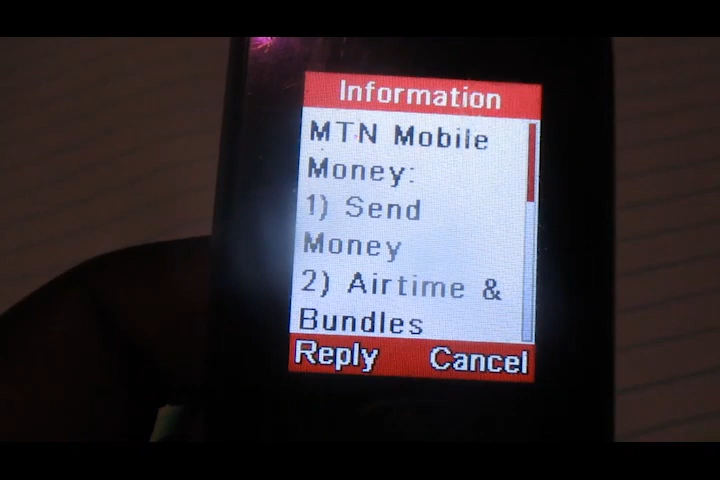 Information
MTN Mobile
Money:
1) Send
Money
2) Airtime &
Bundles
Reply Cancel